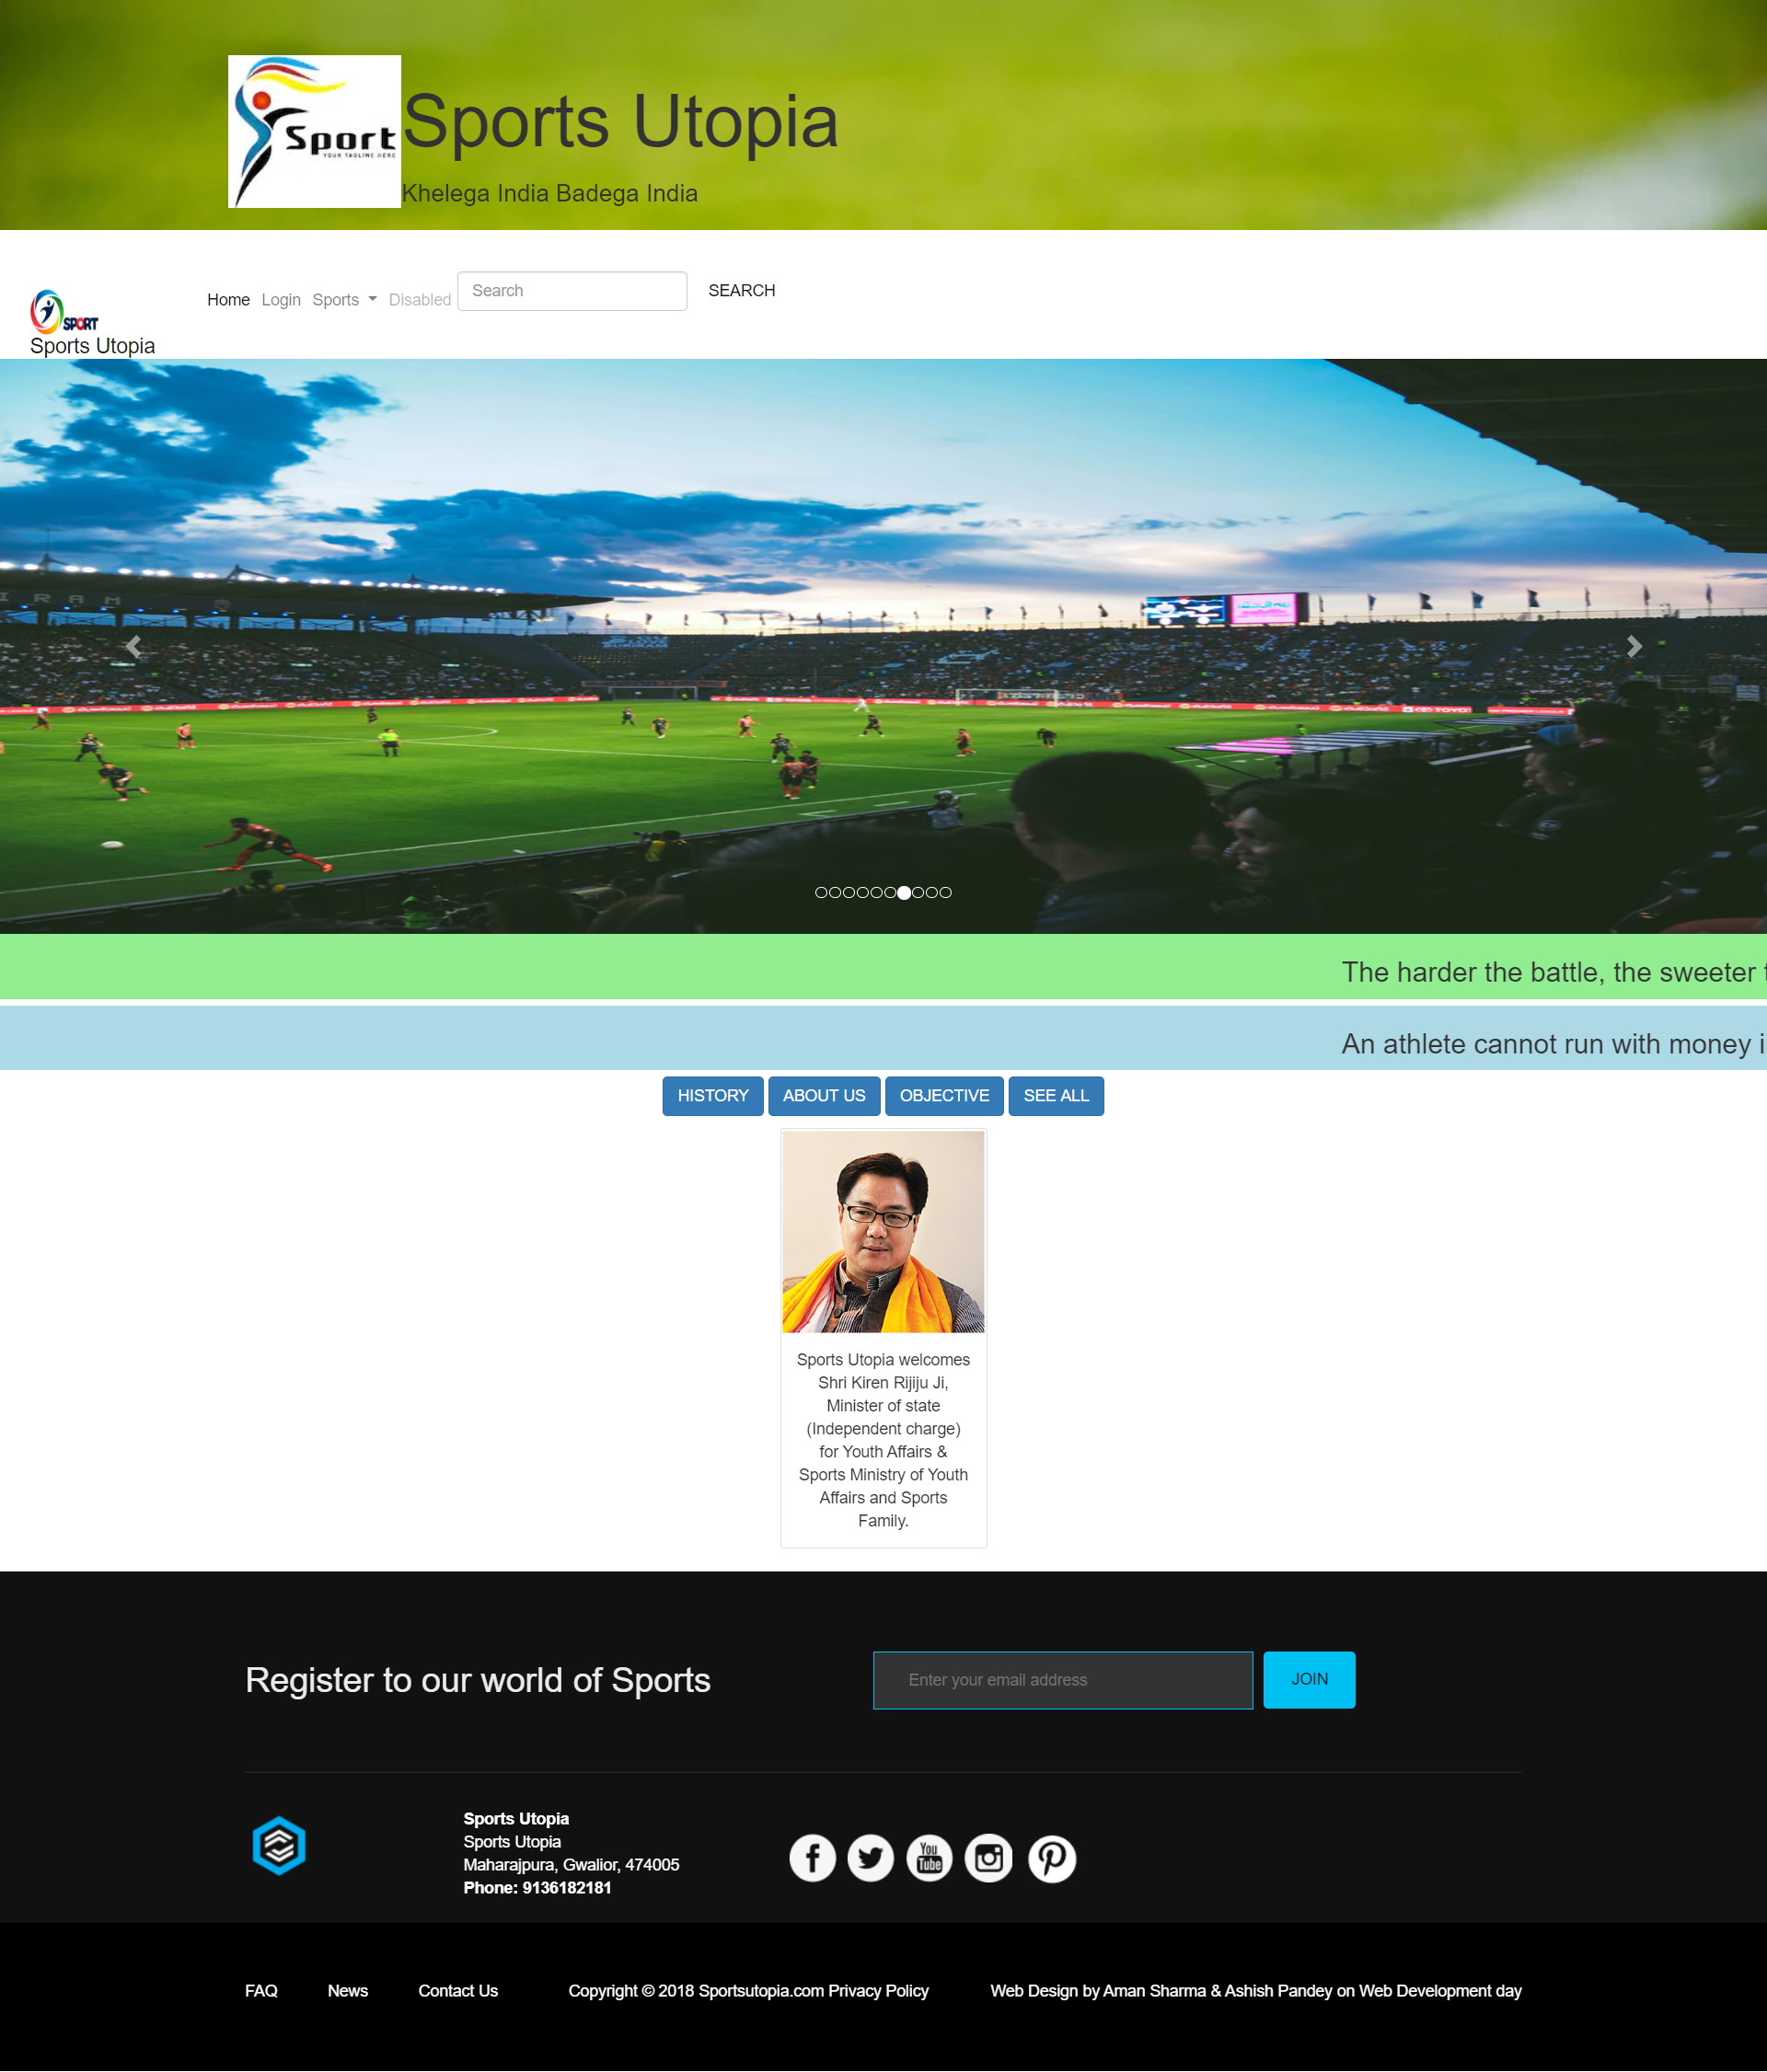 Sport
YOUR TAGLINE HERE
Sports Utopia
Khelega India Badega India
SPORT
Sports Utopia
Home Login Sports Disabled Search SEARCH
IRAM
TOYOTA
The harder the battle, the sweeter
An athlete cannot run with money
HISTORY ABOUT US OBJECTIVE SEE ALL
Sports Utopia welcomes
Shri Kiren Rijiju Ji,
Minister of state
(Independent charge)
for Youth Affairs &
Sports Ministry of Youth
Affairs and Sports
Family.
Register to our world of Sports
Enter your email address JOIN
Sports Utopia
Sports Utopia
Maharajpura, Gwalior, 474005
Phone: 9136182181
You
Tube
FAQ News Contact Us Copyright © 2018 Sportsutopia.com Privacy Policy Web Design by Aman Sharma & Ashish Pandey on Web Development day